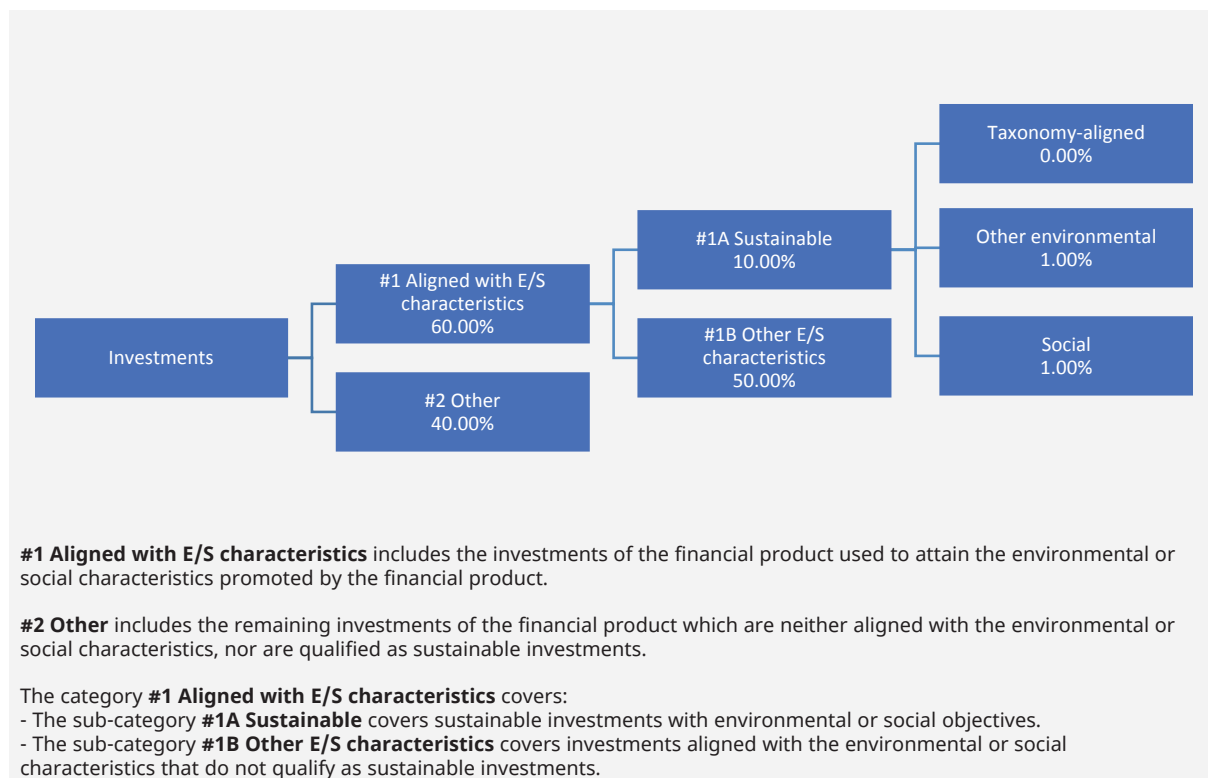 Taxonomy-aligned
0.00%
#1A Sustainable
10.00%
Other environmental
1.00%
#1 Aligned with E/S
characteristics
60.00%
Investments
#1B Other E/S
characteristics
50.00%
Social
1.00%
#2 Other
40.00%
#1 Aligned with E/S characteristics includes the investments of the financial product used to attain the environmental or
social characteristics promoted by the financial product.
#2 Other includes the remaining investments of the financial product which are neither aligned with the environmental or
social characteristics, nor are qualified as sustainable investments.
The category #1 Aligned with E/S characteristics covers:
- The sub-category #1A Sustainable covers sustainable investments with environmental or social objectives.
- The sub-category #1B Other E/S characteristics covers investments aligned with the environmental or social
characteristics that do not qualify as sustainable investments.